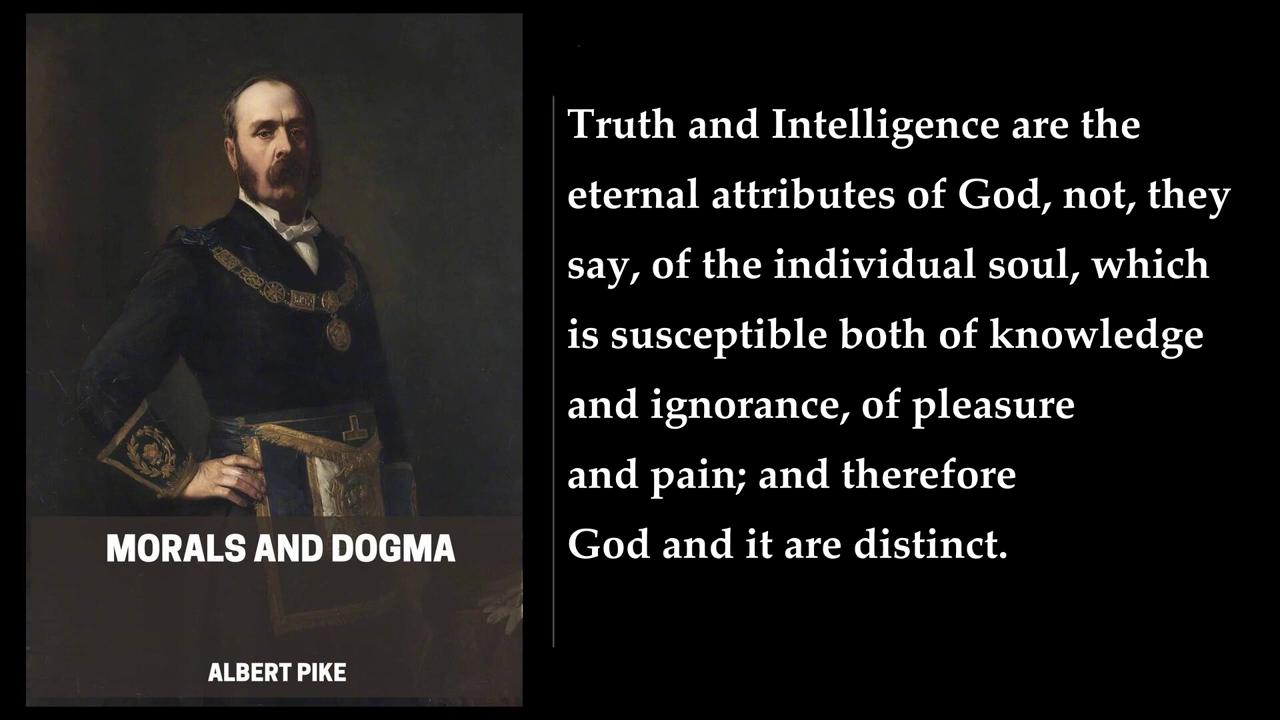 MORALS AND DOGMA
ALBERT PIKE
Truth and Intelligence are the
eternal attributes of God, not, they
say, of the individual soul, which
is susceptible both of knowledge
and ignorance, of pleasure
and pain; and therefore
God and it are distinct.